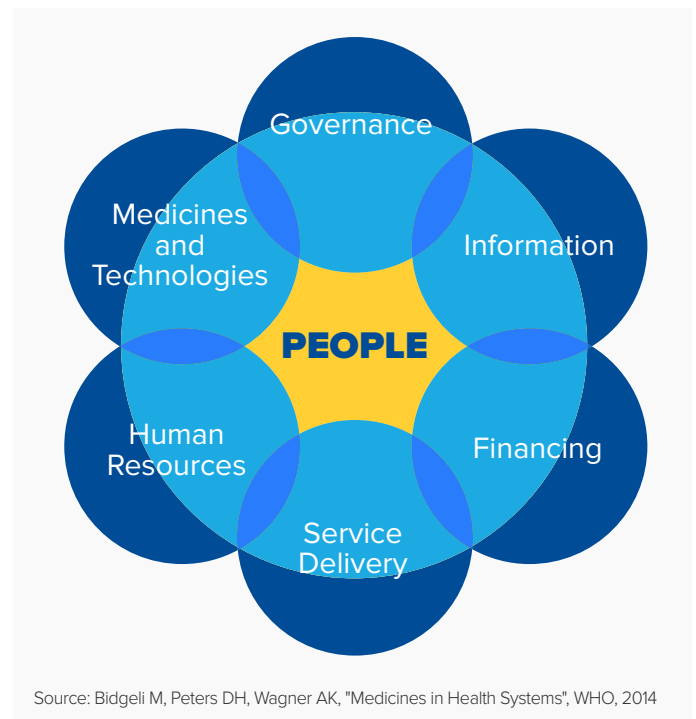 Governance
Medicines
and
Technologies
Information
PEOPLE
Human
Resources
Financing
Service
Delivery
Source: Bidgeli M, Peters DH, Wagner AK, "Medicines in Health Systems", WHO, 2014